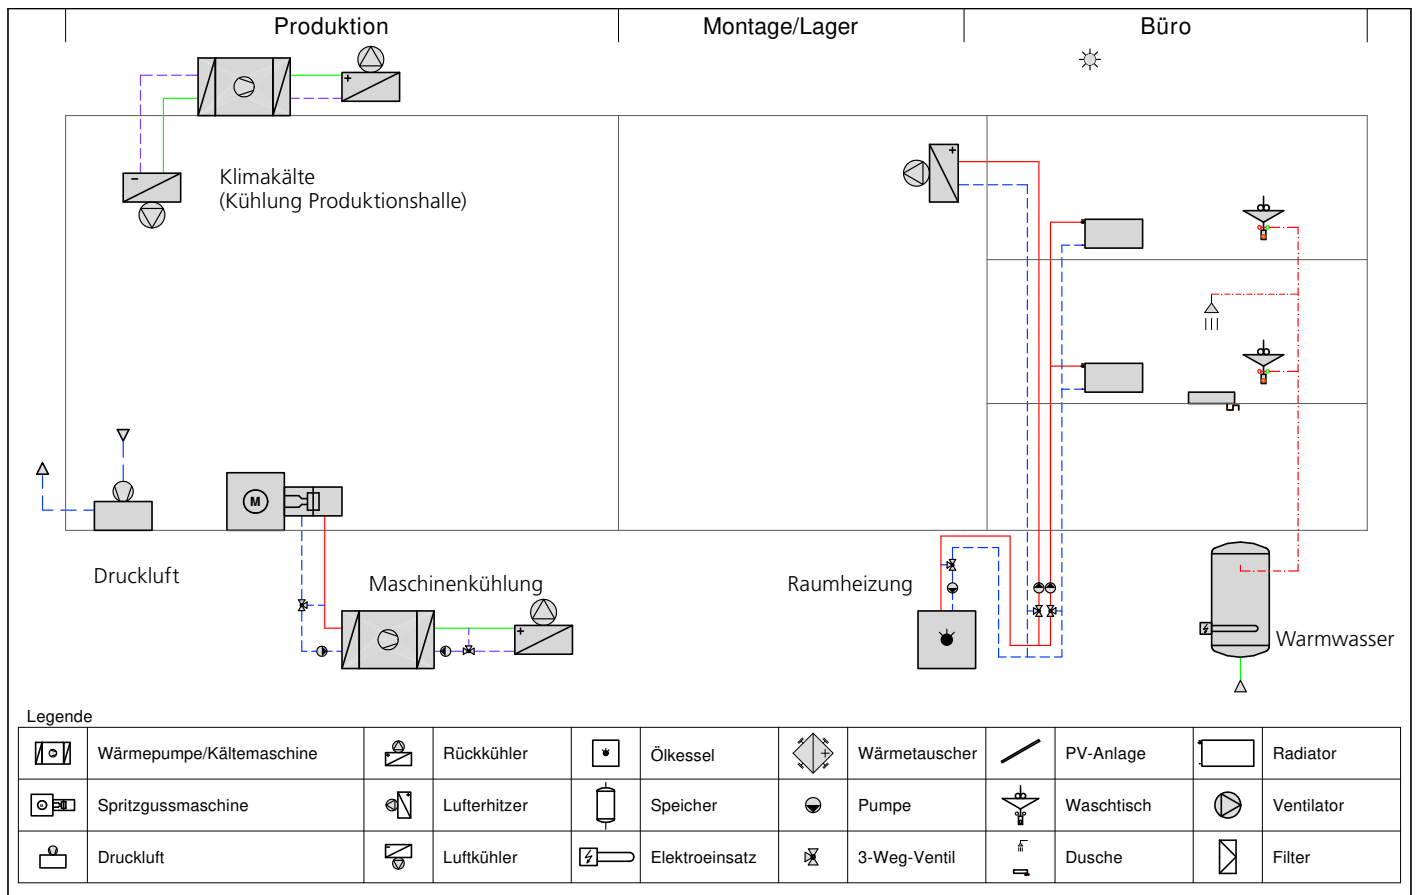 Produktion
Montage/Lager
Büro
Klimakälte
(Kühlung Produktionshalle)
M
Druckluft
Maschinenkühlung
Raumheizung
Warmwasser
Legende
Wärmepumpe/Kältemaschine
Rückkühler
Ölkessel
Wärmetauscher
PV-Anlage
Radiator
Spritzgussmaschine
Lufterhitzer
Speicher
Pumpe
Waschtisch
Ventilator
Druckluft
Luftkühler
Elektroeinsatz
3-Weg-Ventil
Dusche
Filter